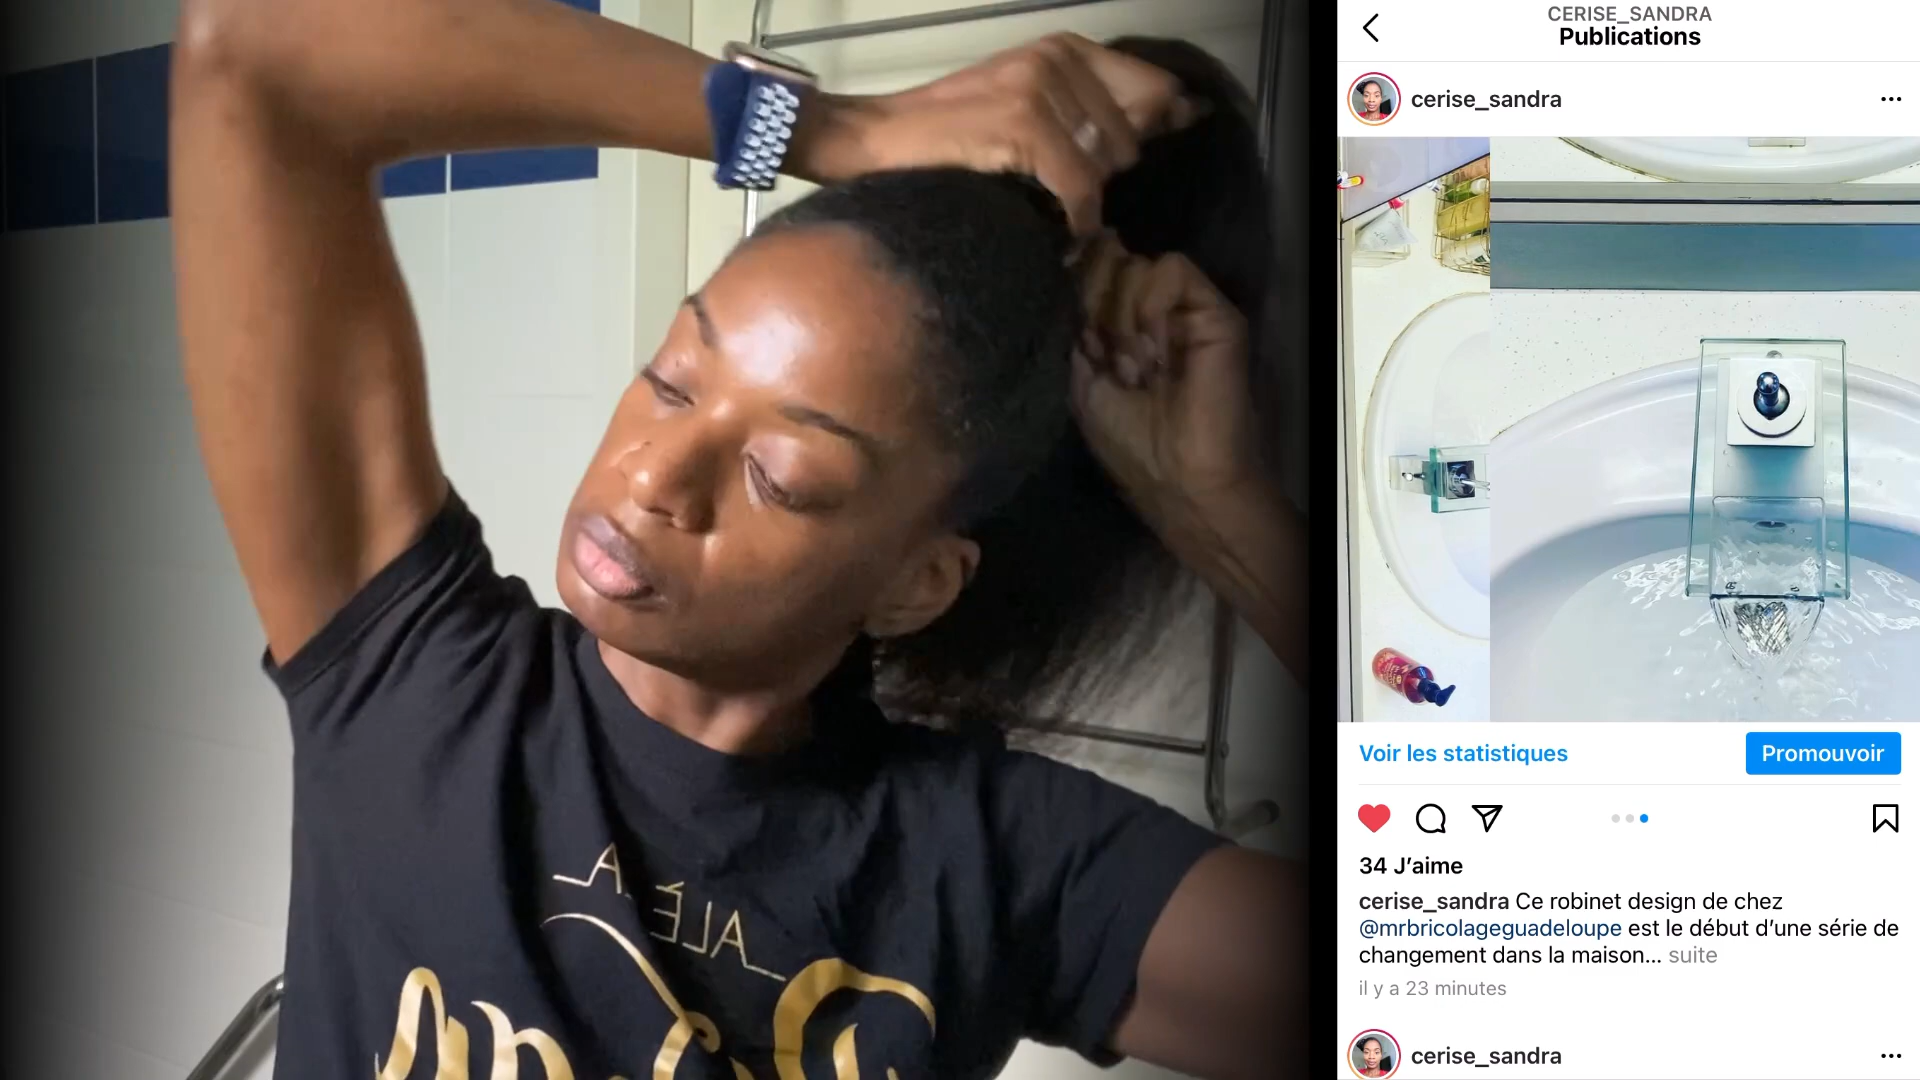 ALÉ A
CERISE_SANDRA
Publications
cerise_sandra
Voir les statistiques
Promouvoir
34 J’aime
cerise_sandra Ce robinet design de chez
@mrbricolageguadeloupe est le début d’une série de
changement dans la maison... suite
il y a 23 minutes
cerise_sandra